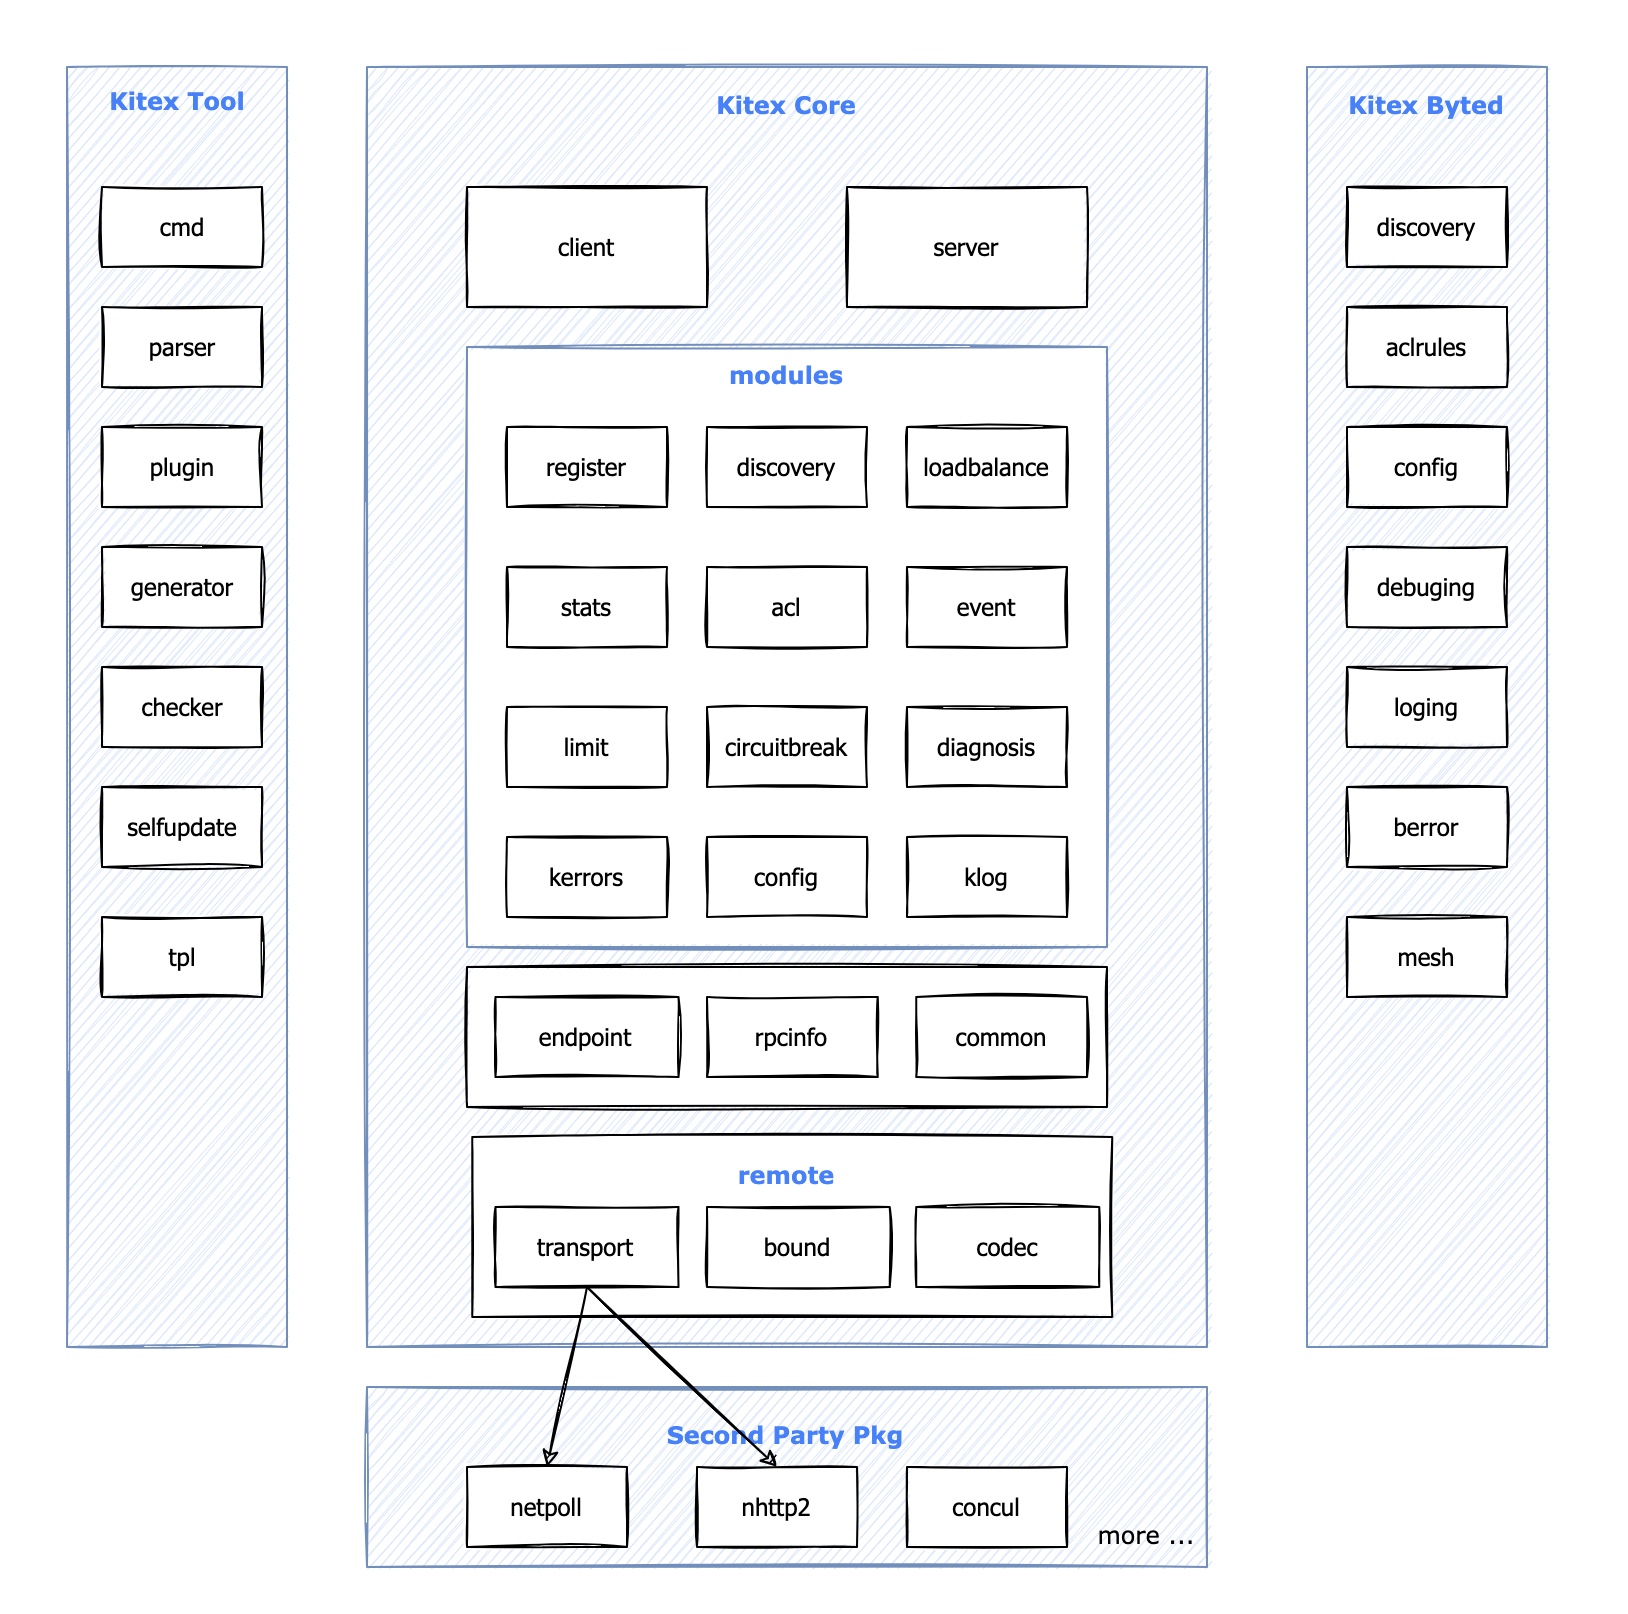 Kitex Tool
cmd
parser
plugin
generator
checker
selfupdate
tpl
Kitex Core
client
server
modules
register
discovery
loadbalance
stats
acl
event
limit
circuitbreak
diagnosis
kerrors
config
klog
endpoint
rpcinfo
common
remote
transport
bound
codec
Second Party Pkg
netpoll
nhttp2
concul
more ...
Kitex Byted
discovery
aclrules
config
debuging
loging
berror
mesh